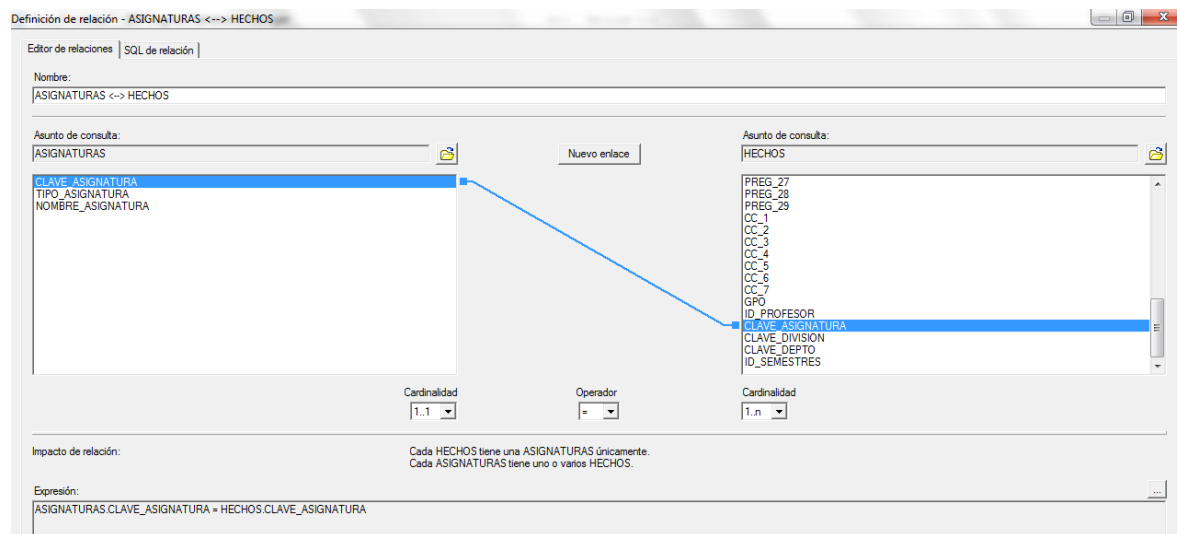 Definición de relación - ASIGNATURAS <--> HECHOS
Editor de relaciones SQL de relación
Nombre:
ASIGNATURAS <--> HECHOS
Asunto de consulta: Asunto de consulta:
ASIGNATURAS Nuevo enlace HECHOS
CLAVE_ASIGNATURA
TIPO_ASIGNATURA
NOMBRE_ASIGNATURA
PREG_27
PREG_28
PREG_29
CC_1
CC_2
CC_3
CC_4
CC_5
CC_6
CC_7
GPO
ID_PROFESOR
CLAVE_ASIGNATURA
CLAVE_DIVISION
CLAVE_DEPTO
ID_SEMESTRES
Cardinalidad Operador Cardinalidad
1..1 = 1..n
Impacto de relación: Cada HECHOS tiene una ASIGNATURAS únicamente.
Cada ASIGNATURAS tiene uno o varios HECHOS.
Expresión: ...
ASIGNATURAS.CLAVE_ASIGNATURA = HECHOS.CLAVE_ASIGNATURA